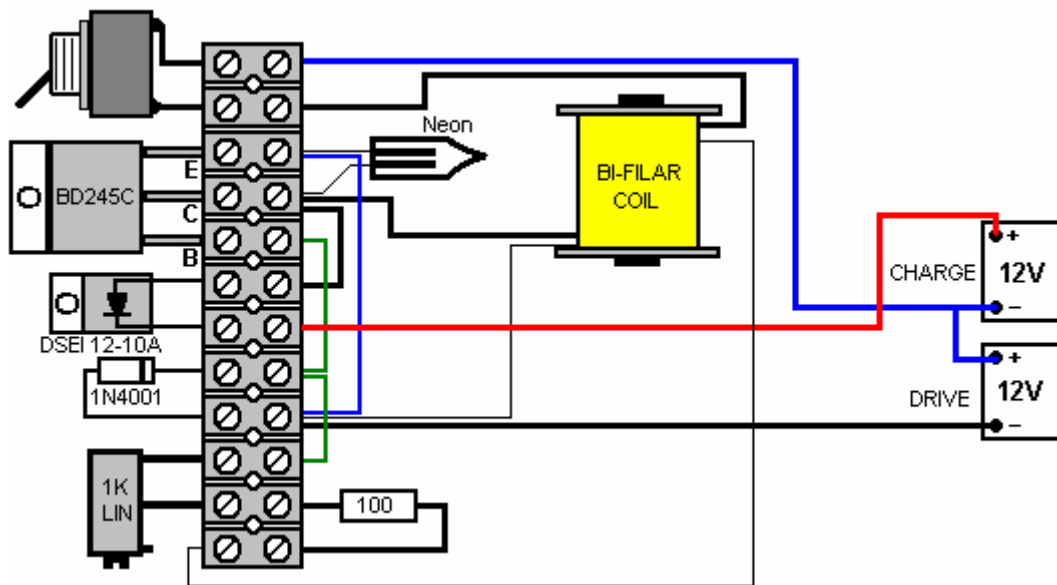 Neon
E
BD245C
C
B
BI-FILAR
COIL
+
CHARGE
12V
–
DSEI 12-10A
+
1N4001
DRIVE
12V
–
1K
LIN
100